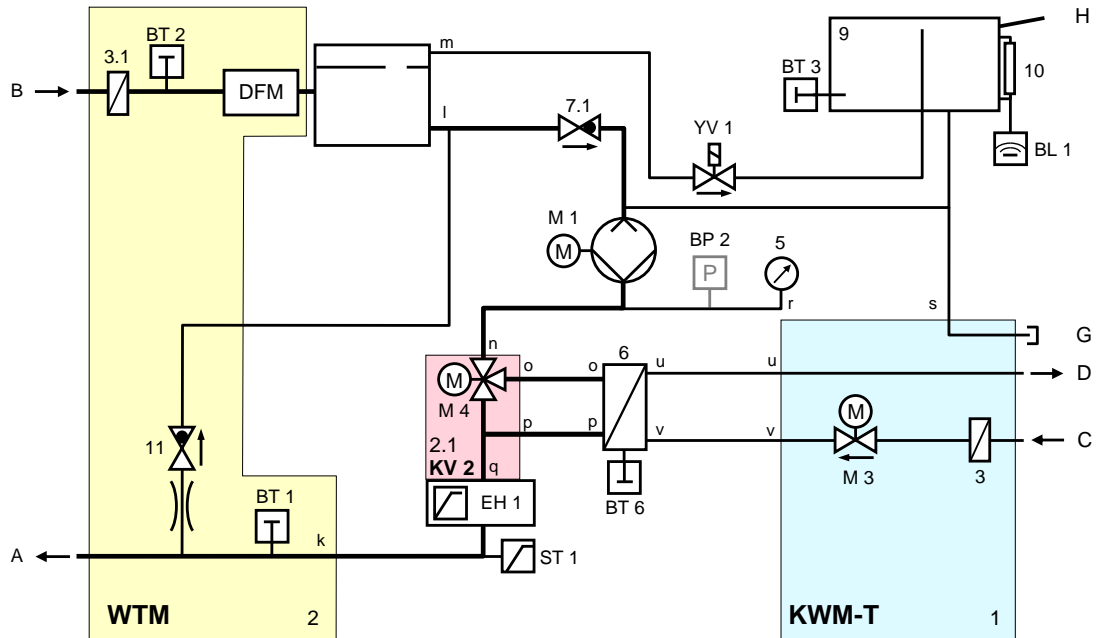 m
9
H
BT 2
3.1
BT 3
10
B
DFM
l
7.1
YV 1
BL 1
M 1
M
BP 2
5
P
r
s
G
n
6
o
o
u
u
D
M
M 4
M
11
2.1
KV 2
p
p
v
v
C
q
M 3
3
BT 1
EH 1
BT 6
k
A
ST 1
WTM
2
KWM-T
1